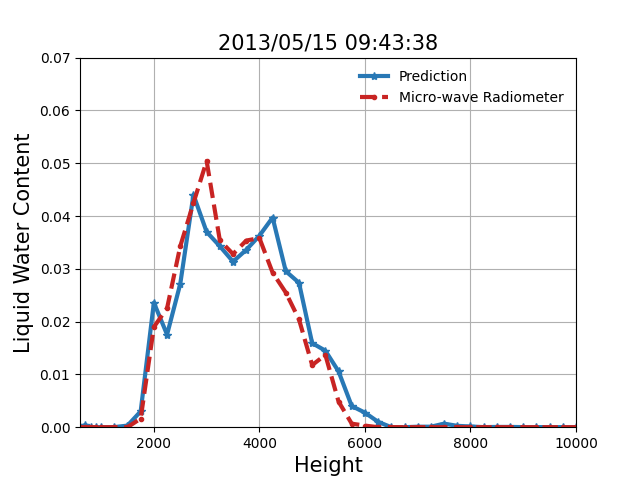 2013/05/15 09:43:38
0.07
0.06
0.05
0.04
0.03
0.02
0.01
0.00
Liquid Water Content
Prediction
Micro-wave Radiometer
2000 4000 6000 8000 10000
Height